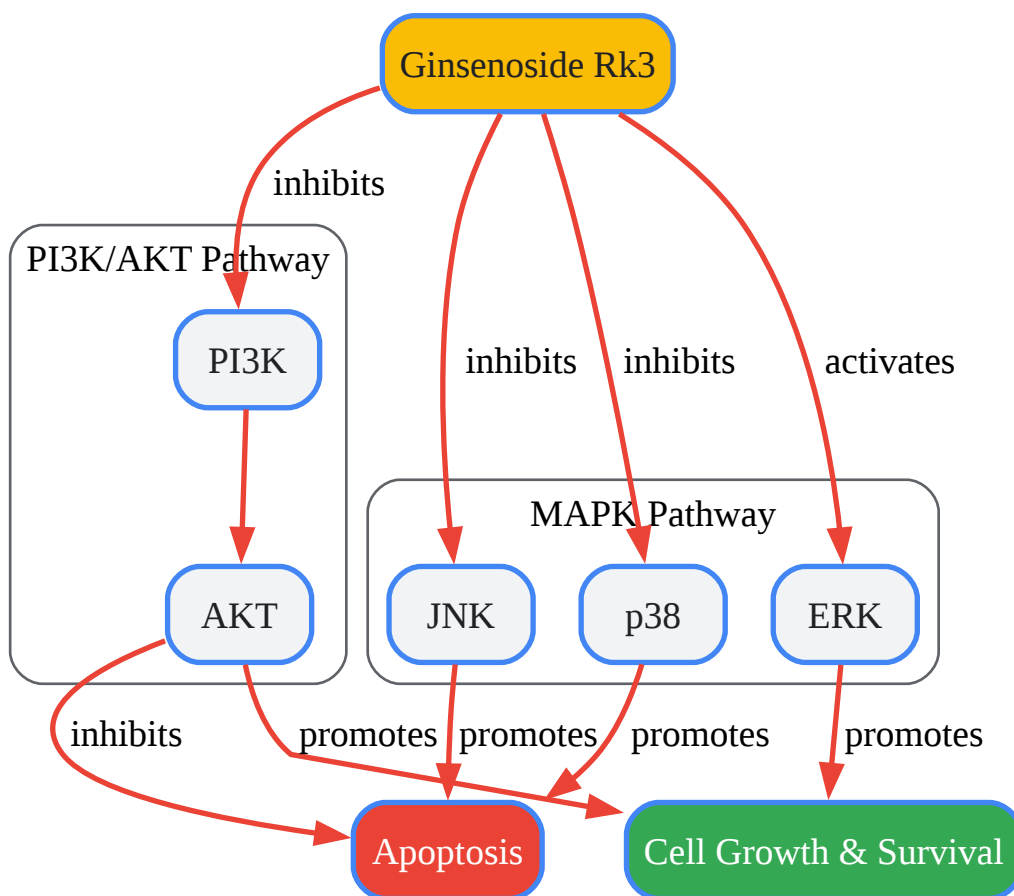 Ginsenoside Rk3
inhibits
PI3K/AKT Pathway
PI3K
inhibits
inhibits
activates
MAPK Pathway
AKT
JNK
p38
ERK
inhibits
promotes
promotes
promotes
promotes
Apoptosis
Cell Growth & Survival